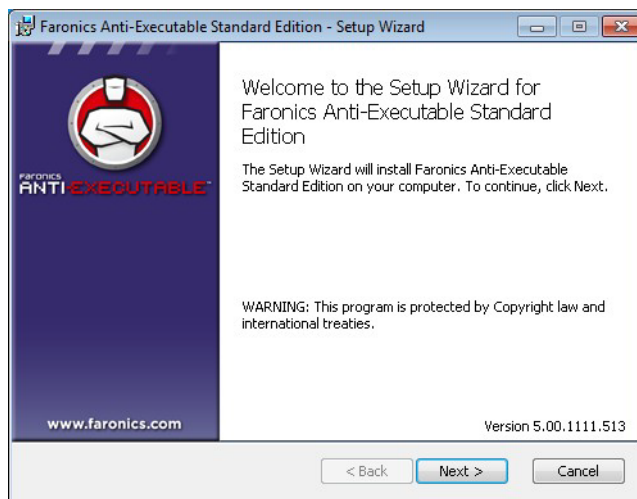 Faronics Anti-Executable Standard Edition - Setup Wizard
Welcome to the Setup Wizard for
Faronics Anti-Executable Standard
Edition
The Setup Wizard will install Faronics Anti-Executable
Standard Edition on your computer. To continue, click Next.
FARONICS
ANTI-EXECUTABLE™
WARNING: This program is protected by Copyright law and
international treaties.
www.faronics.com
Version 5.00.1111.513
< Back
Next >
Cancel